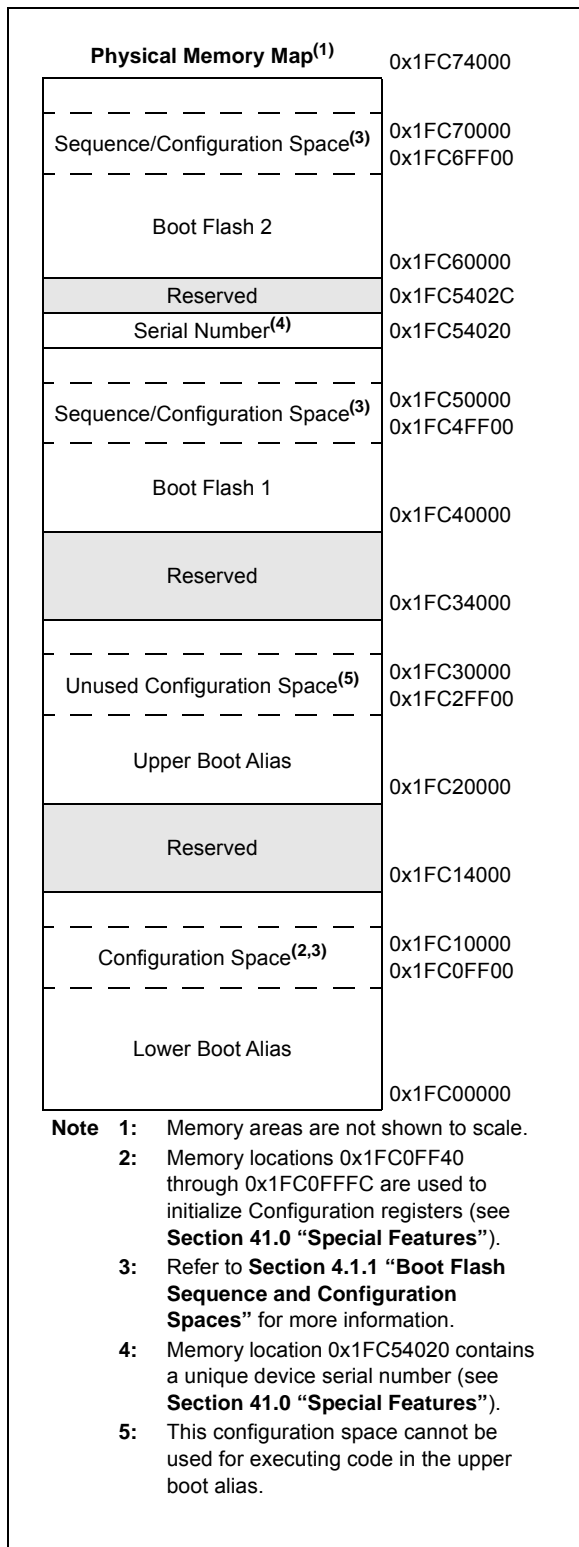 Physical Memory Map(1) 0x1FC74000
Sequence/Configuration Space(3) 0x1FC70000
0x1FC6FF00
Boot Flash 2
0x1FC60000
Reserved 0x1FC5402C
Serial Number(4) 0x1FC54020
Sequence/Configuration Space(3) 0x1FC50000
0x1FC4FF00
Boot Flash 1
0x1FC40000
Reserved
0x1FC34000
Unused Configuration Space(5) 0x1FC30000
0x1FC2FF00
Upper Boot Alias
0x1FC20000
Reserved
0x1FC14000
Configuration Space(2,3) 0x1FC10000
0x1FC0FF00
Lower Boot Alias
0x1FC00000
Note 1: Memory areas are not shown to scale.
2: Memory locations 0x1FC0FF40
through 0x1FC0FFFC are used to
initialize Configuration registers (see
Section 41.0 “Special Features”).
3: Refer to Section 4.1.1 “Boot Flash
Sequence and Configuration
Spaces” for more information.
4: Memory location 0x1FC54020 contains
a unique device serial number (see
Section 41.0 “Special Features”).
5: This configuration space cannot be
used for executing code in the upper
boot alias.